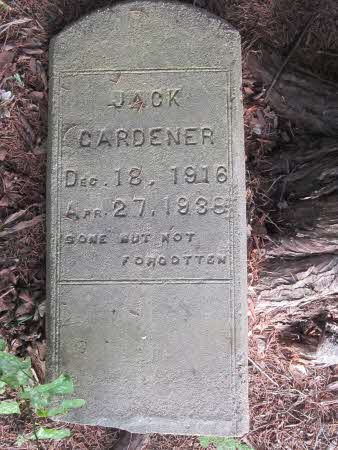 JACK
GARDENER
DEC. 18, 1916
APR. 27, 1938
GONE BUT NOT
FORGOTTEN